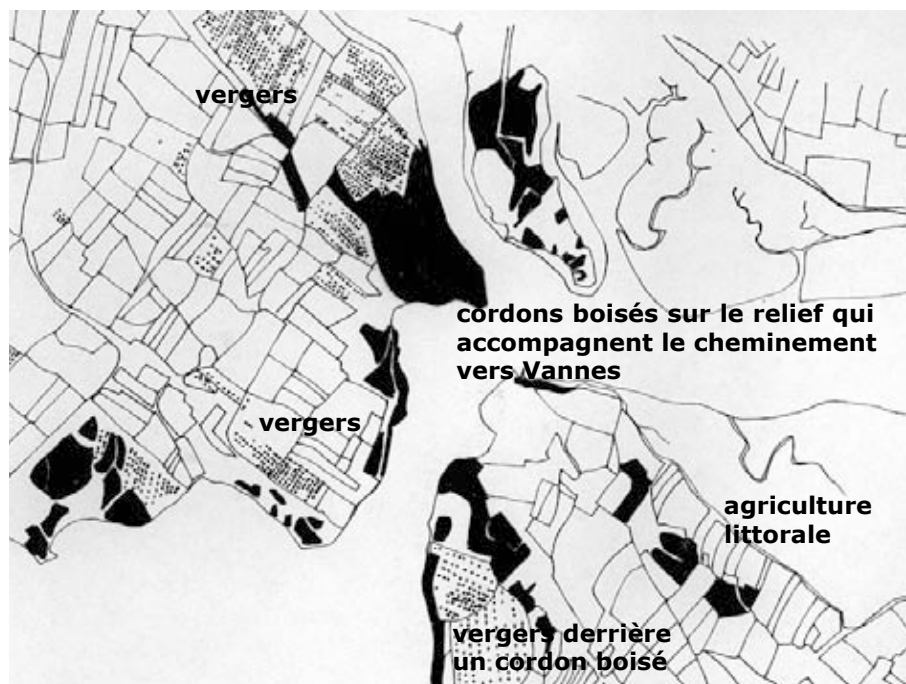 vergers
cordons boisés sur le relief qui
accompagnent le cheminement
vers Vannes
vergers
agriculture
littorale
vergers derrière
un cordon boisé